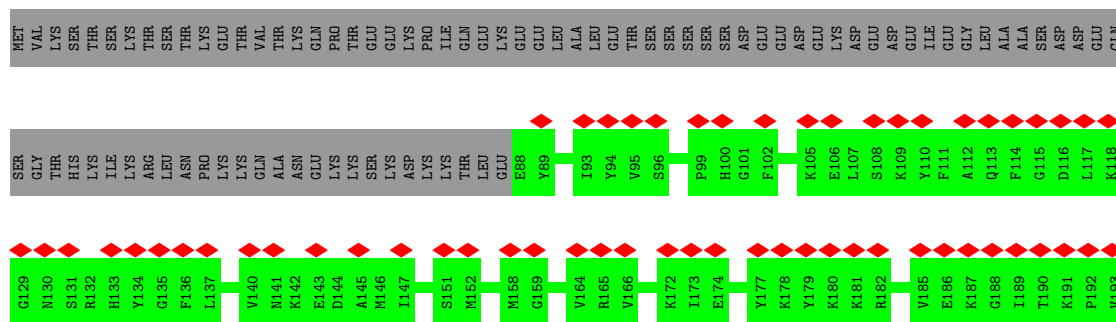 MET VAL LYS SER THR SER LYS THR SER THR LYS GLU THR VAL THR LYS GLN PRO THR GLU GLU LYS PRO ILE GLN GLU LYS GLU GLU LEU ALA LEU GLU THR SER SER SER SER SER ASP GLU GLU ASP GLU LYS ASP GLU ASP GLU ILE GLU GLY LEU ALA ALA SER ASP ASP GLU GLN
SER GLY THR HIS LYS ILE LYS ARG LEU ASN PRO LYS LYS GLN ALA ASN GLU LYS LYS SER LYS ASP LYS LYS THR LEU GLU E88 Y89 I93 Y94 V95 S96 P99 H100 G101 F102 K105 E106 L107 S108 K109 Y110 F111 A112 Q113 F114 G115 D116 L117 K118
G129 N130 S131 R132 H133 Y134 G135 F136 L137 V140 N141 K142 E143 D144 A145 M146 I147 S151 M152 M158 G159 V164 R165 V166 K172 I173 E174 Y177 K178 Y179 K180 K181 R182 V185 E186 K187 G188 I189 T190 K191 P192